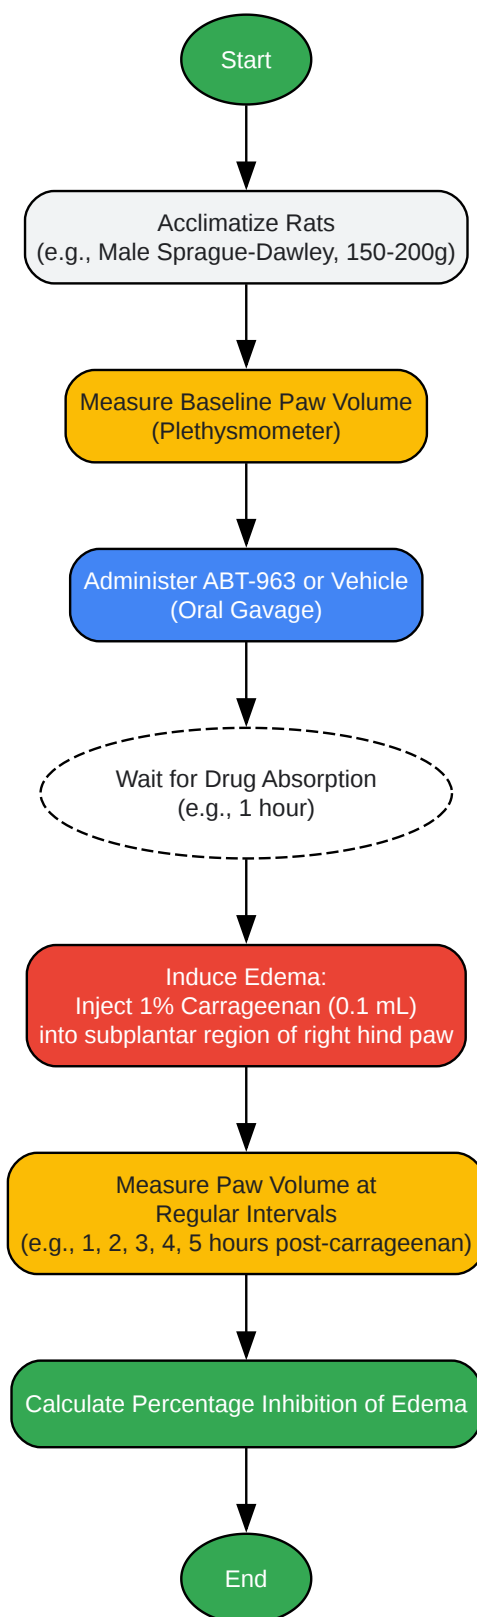 Start
Acclimatize Rats
(e.g., Male Sprague-Dawley, 150-200g)
Measure Baseline Paw Volume
(Plethysmometer)
Administer ABT-963 or Vehicle
(Oral Gavage)
Wait for Drug Absorption
(e.g., 1 hour)
Induce Edema:
Inject 1% Carrageenan (0.1 mL)
into subplantar region of right hind paw
Measure Paw Volume at
Regular Intervals
(e.g., 1, 2, 3, 4, 5 hours post-carrageenan)
Calculate Percentage Inhibition of Edema
End